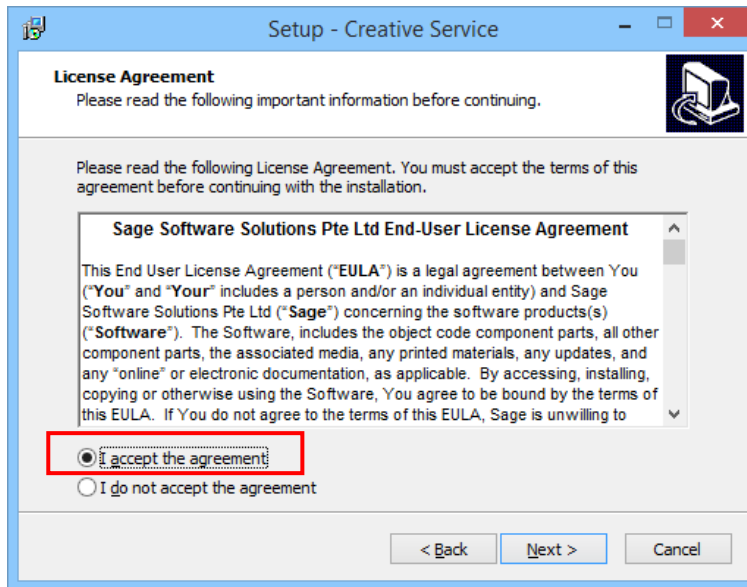 Setup - Creative Service
License Agreement
Please read the following important information before continuing.
Please read the following License Agreement. You must accept the terms of this
agreement before continuing with the installation.
Sage Software Solutions Pte Ltd End-User License Agreement
This End User License Agreement (“EULA”) is a legal agreement between You
(“You” and “Your” includes a person and/or an individual entity) and Sage
Software Solutions Pte Ltd (“Sage”) concerning the software products(s)
(“Software”). The Software, includes the object code component parts, all other
component parts, the associated media, any printed materials, any updates, and
any “online” or electronic documentation, as applicable. By accessing, installing,
copying or otherwise using the Software, You agree to be bound by the terms of
this EULA. If You do not agree to the terms of this EULA, Sage is unwilling to
I accept the agreement
I do not accept the agreement
< Back Next > Cancel